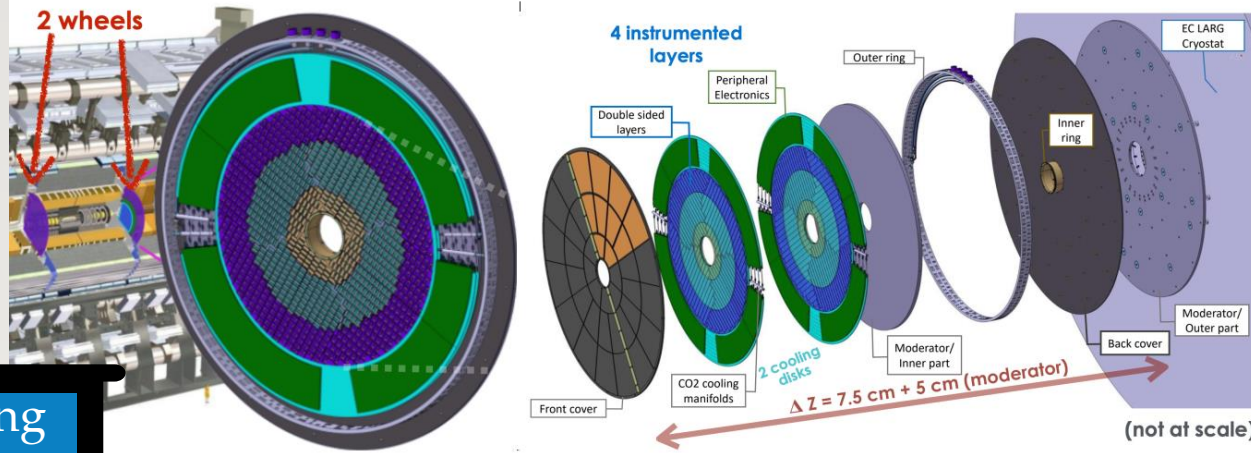 2 wheels
4 instrumented
layers
Double sided
layers
Peripheral
Electronics
Outer ring
Inner
ring
EC LARG
Cryostat
Front cover
CO2 cooling
manifolds
2 cooling
disks
Moderator/
Inner part
Back cover
Moderator/
Outer part
Δ Z = 7.5 cm + 5 cm (moderator)
(not at scale)
ng